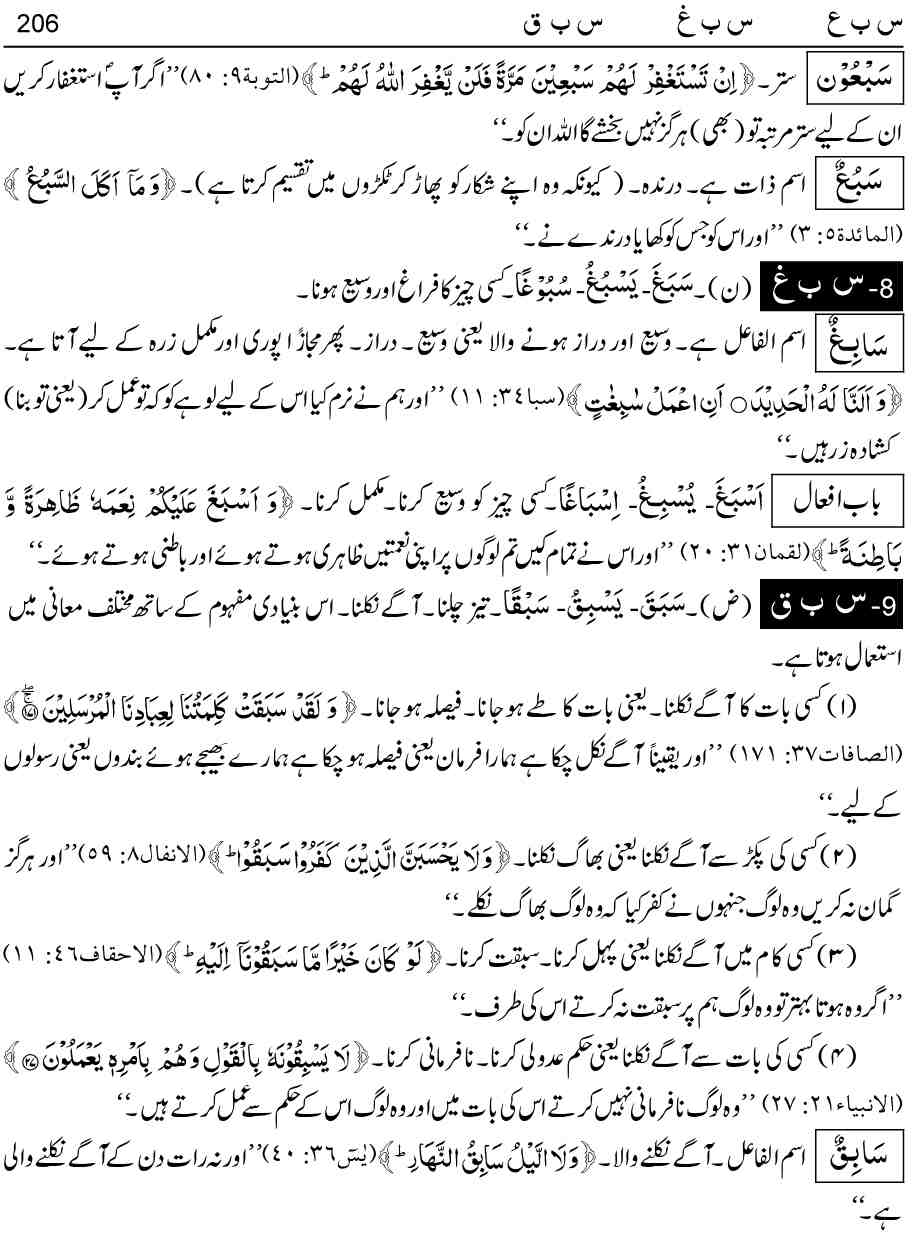 س ب ع س ب غ س ب ق 206
سَبْعُوْن ستر۔﴿اِنْ تَسْتَغْفِرْ لَهُمْ سَبْعِيْنَ مَرَّةً فَلَنْ يَّغْفِرَ اللّٰهُ لَهُمْ ؕ﴾(التوبة۹: ۸۰)’’اگر آپؐ استغفار کریں
ان کے لیے ستر مرتبہ تو (بھی) ہرگز نہیں بخشے گا اللہ ان کو۔‘‘
سَبُعٌ اسم ذات ہے۔ درندہ۔ ( کیونکہ وہ اپنے شکار کو پھاڑ کر ٹکڑوں میں تقسیم کرتا ہے)۔ ﴿وَ مَاۤ اَكَلَ السَّبُعُ﴾
(المائدة۵: ۳) ’’اور اس کو جس کو کھایا درندے نے۔‘‘
8- س ب غ (ن)۔ سَبَغَ۔ يَسْبُغُ۔ سُبُوْغًا۔ کسی چیز کا فراغ اور وسیع ہونا۔
سَابِغٌ اسم الفاعل ہے۔ وسیع اور دراز ہونے والا یعنی وسیع۔ دراز۔ پھر مجازًا پوری اور مکمل زرہ کے لیے آتا ہے۔
﴿وَ اَلَنَّا لَهُ الْحَدِيْدَ○ اَنِ اعْمَلْ سٰبِغٰتٍ﴾(سبا۳۴: ۱۱) ’’اور ہم نے نرم کیا اس کے لیے لوہے کو کہ تو عمل کر (یعنی تو بنا)
کشادہ زرہیں۔‘‘
باب افعال اَسْبَغَ۔ يُسْبِغُ۔ اِسْبَاغًا۔ کسی چیز کو وسیع کرنا۔ مکمل کرنا۔ ﴿وَ اَسْبَغَ عَلَيْكُمْ نِعَمَهٗ ظَاهِرَةً وَّ
بَاطِنَةً ؕ﴾(لقمان۳۱: ۲۰) ’’اور اس نے تمام کیں تم لوگوں پر اپنی نعمتیں ظاہری ہوتے ہوئے اور باطنی ہوتے ہوئے۔‘‘
9- س ب ق (ض)۔ سَبَقَ۔ يَسْبِقُ۔ سَبْقًا۔ تیز چلنا۔ آگے نکلنا۔ اس بنیادی مفہوم کے ساتھ مختلف معانی میں
استعمال ہوتا ہے۔
(۱) کسی بات کا آگے نکلنا۔ یعنی بات کا طے ہو جانا۔ فیصلہ ہو جانا۔ ﴿وَ لَقَدْ سَبَقَتْ كَلِمَتُنَا لِعِبَادِنَا الْمُرْسَلِيْنَ ۚۖ۝۱۷۱﴾
(الصافات۳۷: ۱۷۱) ’’اور یقیناً آگے نکل چکا ہے ہمارا فرمان یعنی فیصلہ ہو چکا ہے ہمارے بھیجے ہوئے بندوں یعنی رسولوں
کے لیے۔‘‘
(۲) کسی کی پکڑ سے آگے نکلنا یعنی بھاگ نکلنا۔ ﴿وَ لَا يَحْسَبَنَّ الَّذِيْنَ كَفَرُوْا سَبَقُوْا ؕ﴾(الانفال۸: ۵۹)’’اور ہرگز
گمان نہ کریں وہ لوگ جنہوں نے کفر کیا کہ وہ لوگ بھاگ نکلے۔‘‘
(۳) کسی کام میں آگے نکلنا یعنی پہل کرنا۔ سبقت کرنا۔ ﴿لَوْ كَانَ خَيْرًا مَّا سَبَقُوْنَاۤ اِلَيْهِ ؕ﴾(الاحقاف۴۶: ۱۱)
’’اگر وہ ہوتا بہتر تو وہ لوگ ہم پر سبقت نہ کرتے اس کی طرف۔‘‘
(۴) کسی کی بات سے آگے نکلنا یعنی حکم عدولی کرنا۔ نافرمانی کرنا۔ ﴿لَا يَسْبِقُوْنَهٗ بِالْقَوْلِ وَ هُمْ بِاَمْرِهٖ يَعْمَلُوْنَ ۝۲۷﴾
(الانبیاء۲۱: ۲۷) ’’وہ لوگ نافرمانی نہیں کرتے اس کی بات میں اور وہ لوگ اس کے حکم سے عمل کرتے ہیں۔‘‘
سَابِقٌ اسم الفاعل۔ آگے نکلنے والا۔ ﴿وَ لَا الَّيْلُ سَابِقُ النَّهَارِ ؕ﴾(یٰسٓ۳۶: ۴۰)’’اور نہ رات دن کے آگے نکلنے والی
ہے۔‘‘